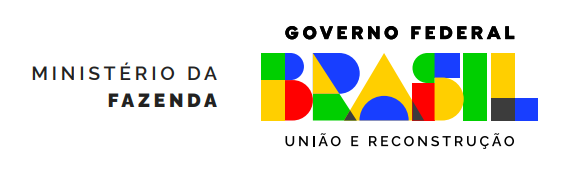 MINISTÉRIO DA
FAZENDA
GOVERNO FEDERAL
BRASIL
UNIÃO E RECONSTRUÇÃO